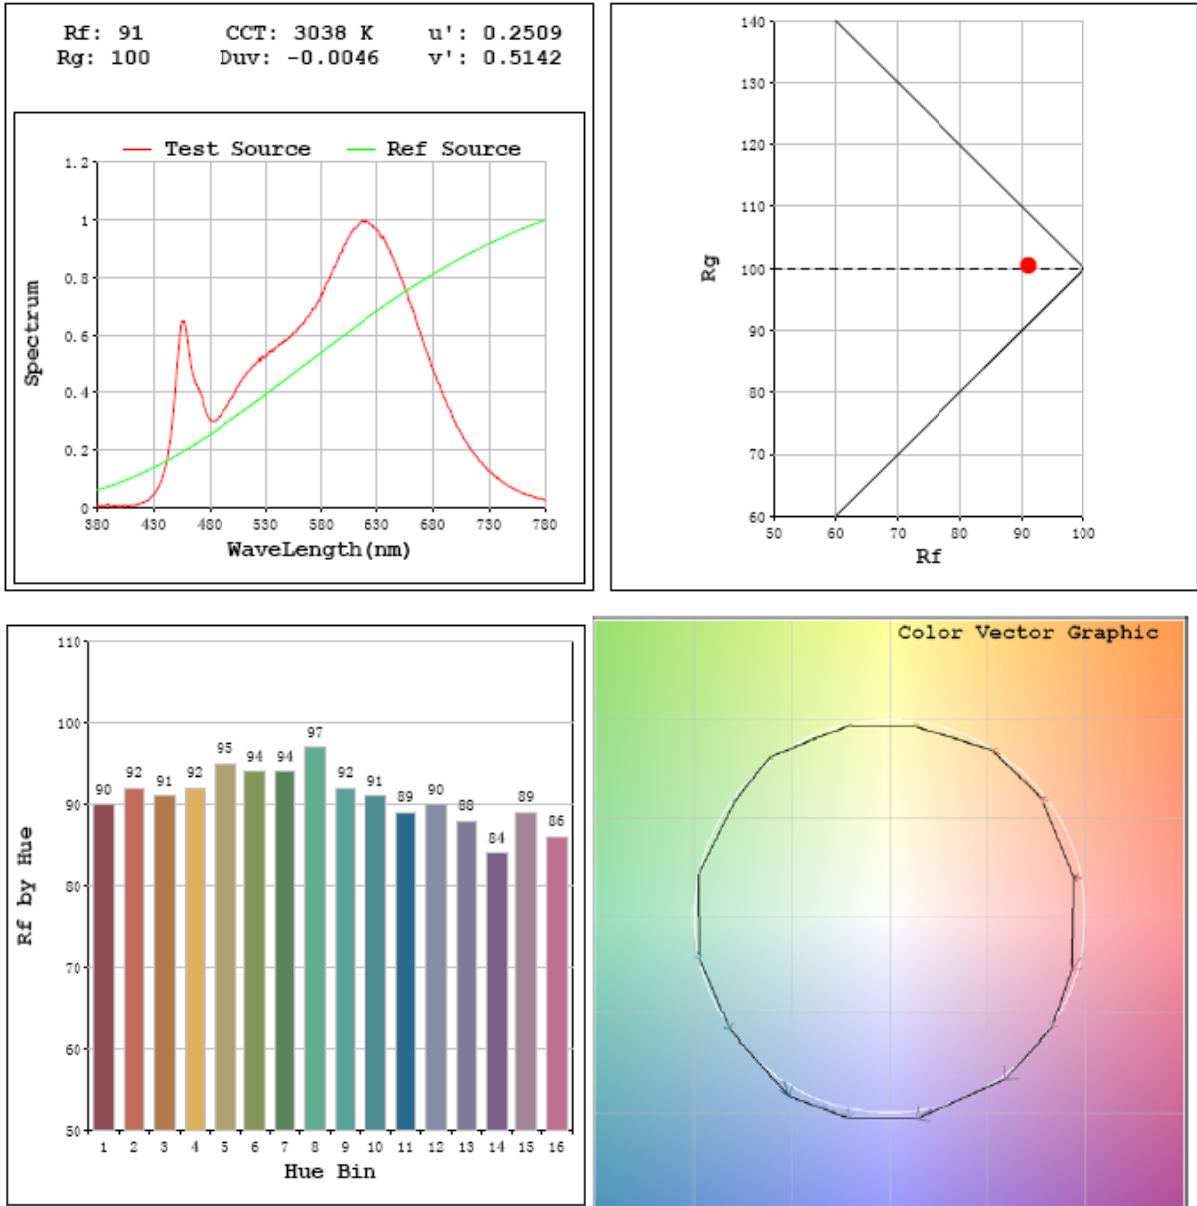 Rf: 91 CCT: 3038 K u': 0.2509
Rg: 100 Duv: -0.0046 v': 0.5142
Test Source Ref Source
1.2
1
0.8
0.6
0.4
0.2
0
Spectrum
380 430 480 530 580 630 680 730 780
WaveLength(nm)
140
130
120
110
100
90
80
70
60
Rg
50 60 70 80 90 100
Rf
110
100
90
80
70
60
50
Rf by Hue
90 92 91 92 95 94 94 97 92 91 89 90 88 84 89 86
1 2 3 4 5 6 7 8 9 10 11 12 13 14 15 16
Hue Bin
Color Vector Graphic